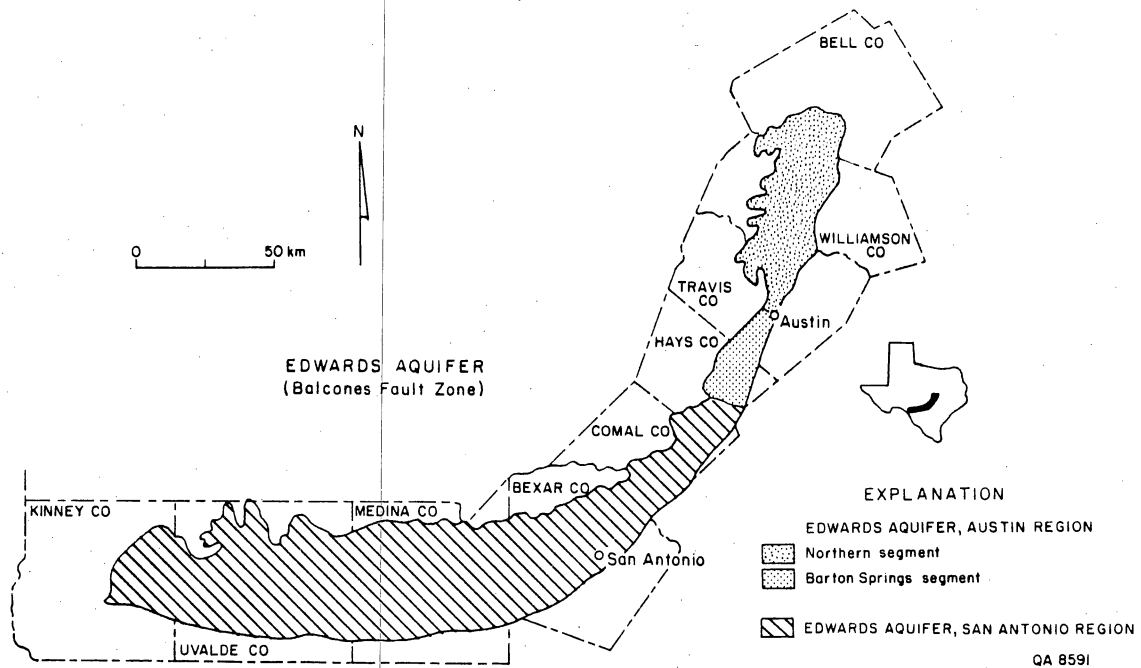 BELL CO
N
0 50 km
WILLIAMSON
CO
TRAVIS
CO
Austin
HAYS CO
EDWARDS AQUIFER
(Balcones Fault Zone)
COMAL CO
BEXAR CO
KINNEY CO
MEDINA CO
San Antonio
UVALDE CO
EXPLANATION
EDWARDS AQUIFER, AUSTIN REGION
Northern segment
Barton Springs segment
EDWARDS AQUIFER, SAN ANTONIO REGION
QA 8591